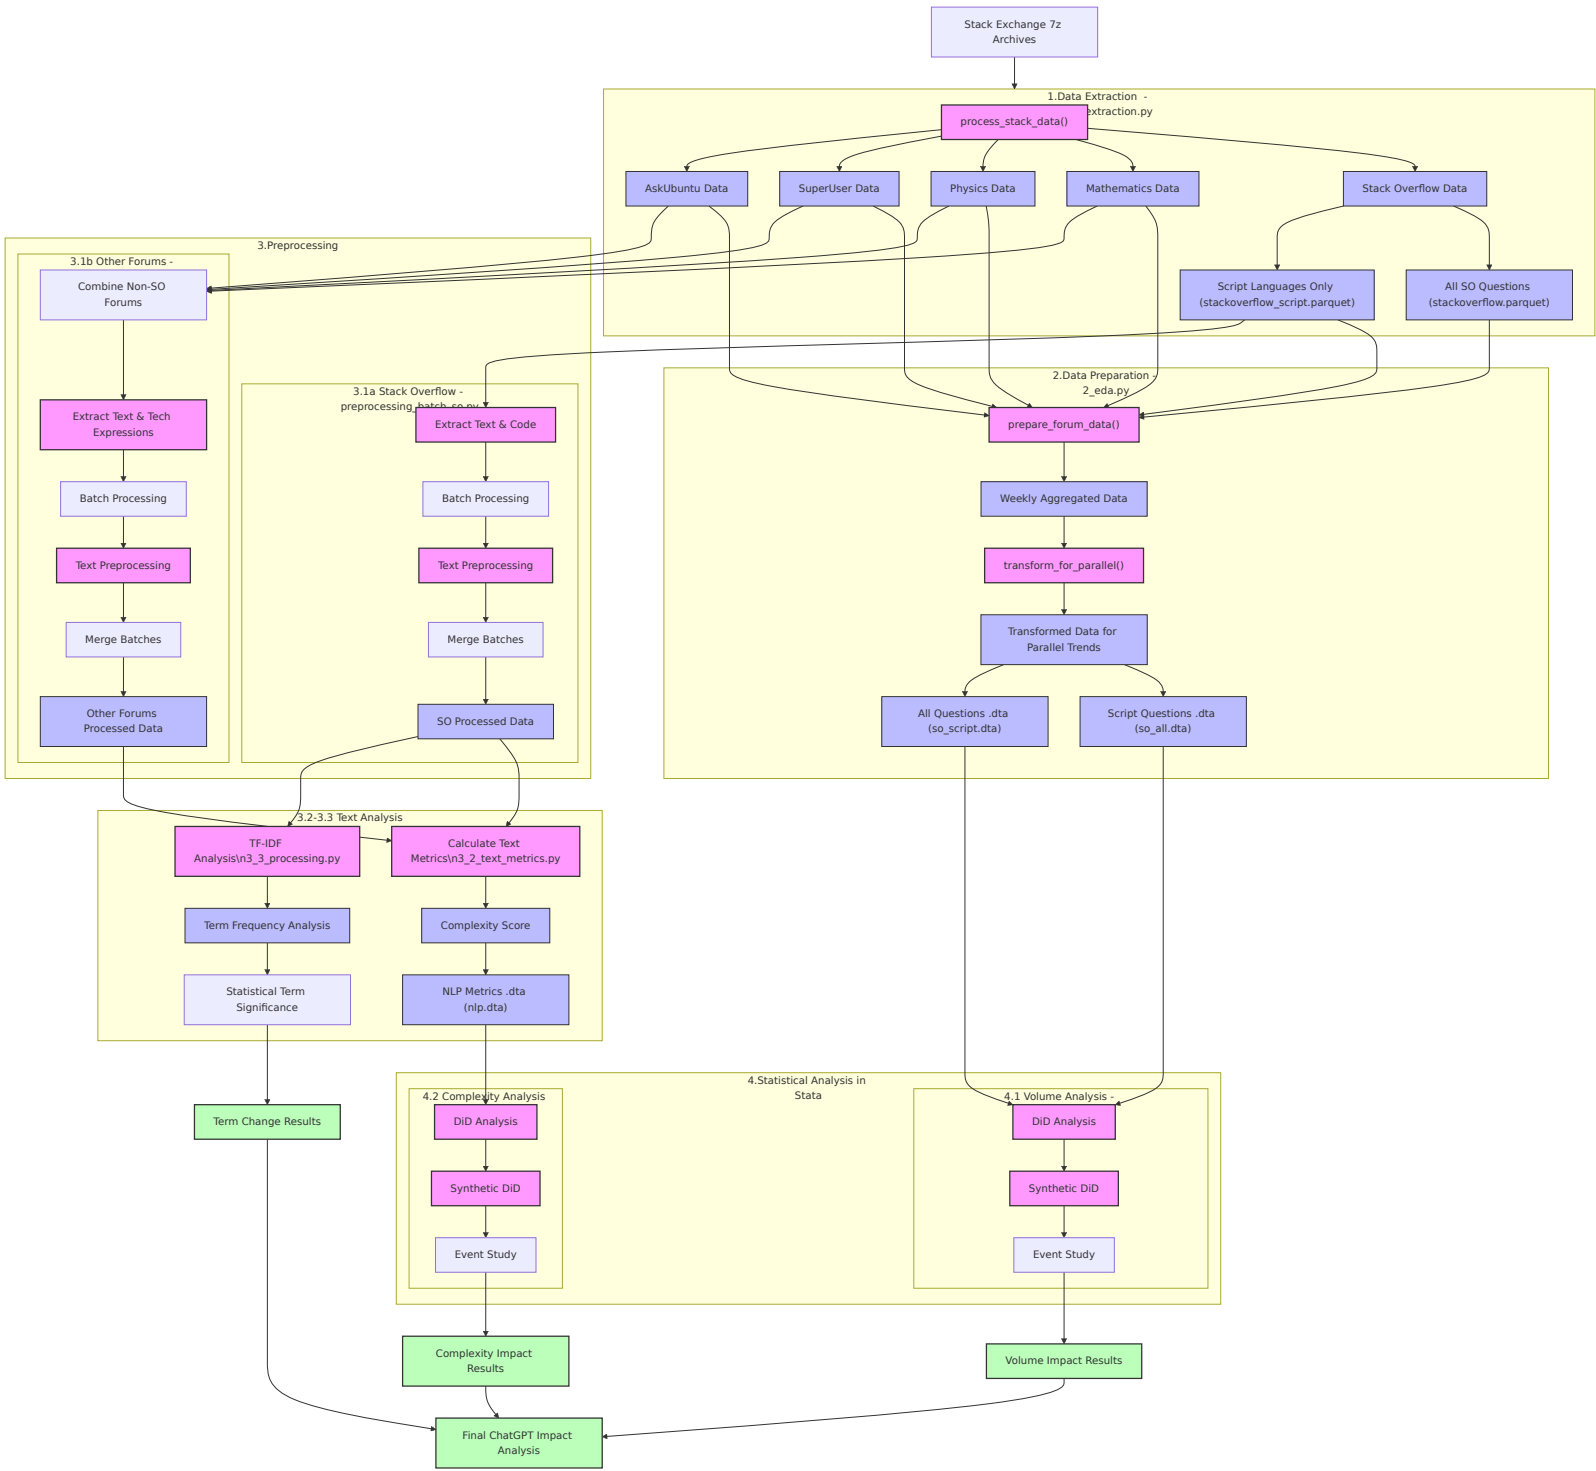 Stack Exchange 7z
Archives
1.Data Extraction -
extraction.py
process_stack_data()
AskUbuntu Data
SuperUser Data
Physics Data
Mathematics Data
Stack Overflow Data
Script Languages Only
(stackoverflow_script.parquet)
All SO Questions
(stackoverflow.parquet)
3.Preprocessing
3.1b Other Forums -
Combine Non-SO
Forums
Extract Text & Tech
Expressions
Batch Processing
Text Preprocessing
Merge Batches
Other Forums
Processed Data
3.1a Stack Overflow -
preprocessing_batch_so.py
Extract Text & Code
Batch Processing
Text Preprocessing
Merge Batches
SO Processed Data
2.Data Preparation -
2_eda.py
prepare_forum_data()
Weekly Aggregated Data
transform_for_parallel()
Transformed Data for
Parallel Trends
All Questions .dta
(so_script.dta)
Script Questions .dta
(so_all.dta)
3.2-3.3 Text Analysis
TF-IDF
Analysis\n3_3_processing.py
Calculate Text
Metrics\n3_2_text_metrics.py
Term Frequency Analysis
Complexity Score
Statistical Term
Significance
NLP Metrics .dta
(nlp.dta)
4.Statistical Analysis in
Stata
4.2 Complexity Analysis
DiD Analysis
Synthetic DiD
Event Study
4.1 Volume Analysis -
DiD Analysis
Synthetic DiD
Event Study
Term Change Results
Complexity Impact
Results
Volume Impact Results
Final ChatGPT Impact
Analysis